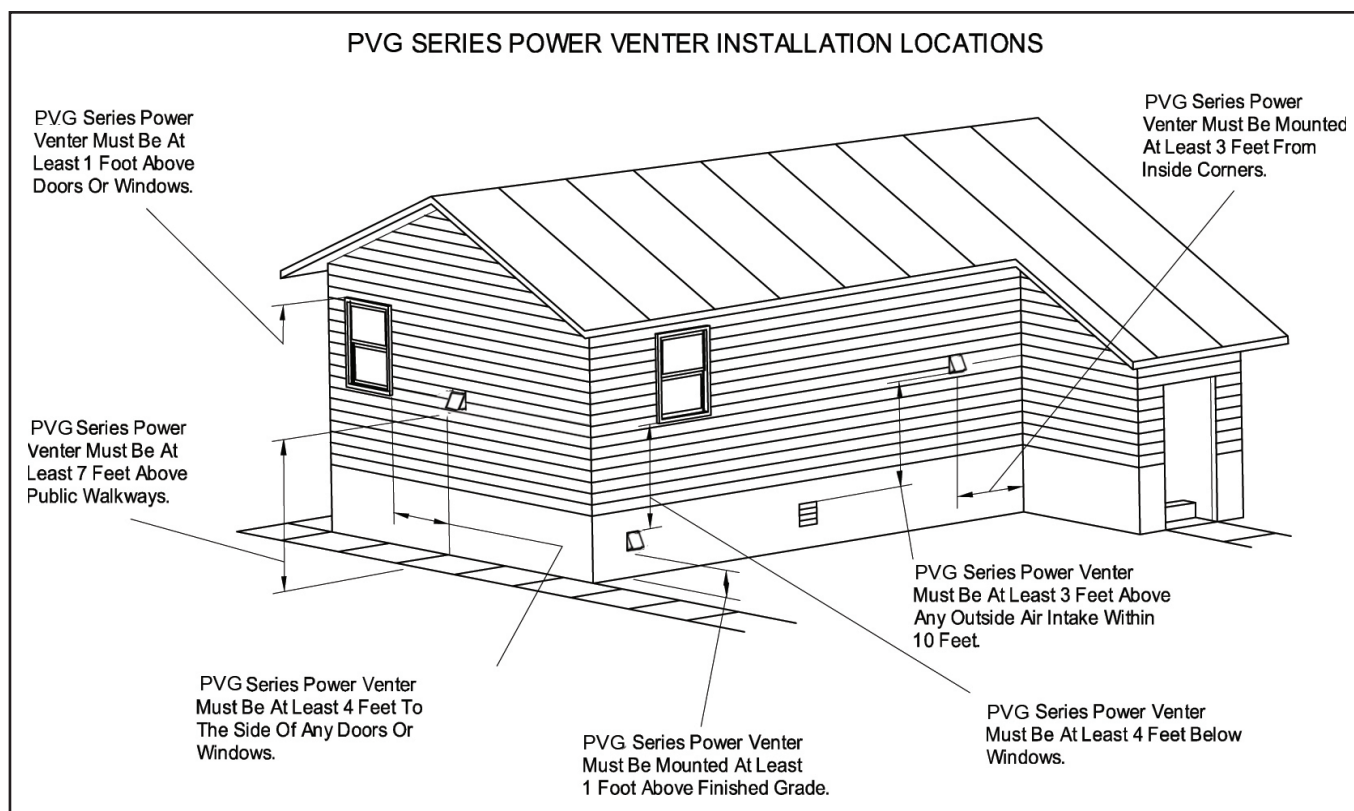 PVG SERIES POWER VENTER INSTALLATION LOCATIONS
PVG Series Power
Venter Must Be At
Least 1 Foot Above
Doors Or Windows.
PVG Series Power
Venter Must Be Mounted
At Least 3 Feet From
Inside Corners.
PVG Series Power
Venter Must Be At
Least 7 Feet Above
Public Walkways.
PVG Series Power Venter
Must Be At Least 3 Feet Above
Any Outside Air Intake Within
10 Feet.
PVG Series Power Venter
Must Be At Least 4 Feet To
The Side Of Any Doors Or
Windows.
PVG Series Power Venter
Must Be Mounted At Least
1 Foot Above Finished Grade.
PVG Series Power Venter
Must Be At Least 4 Feet Below
Windows.